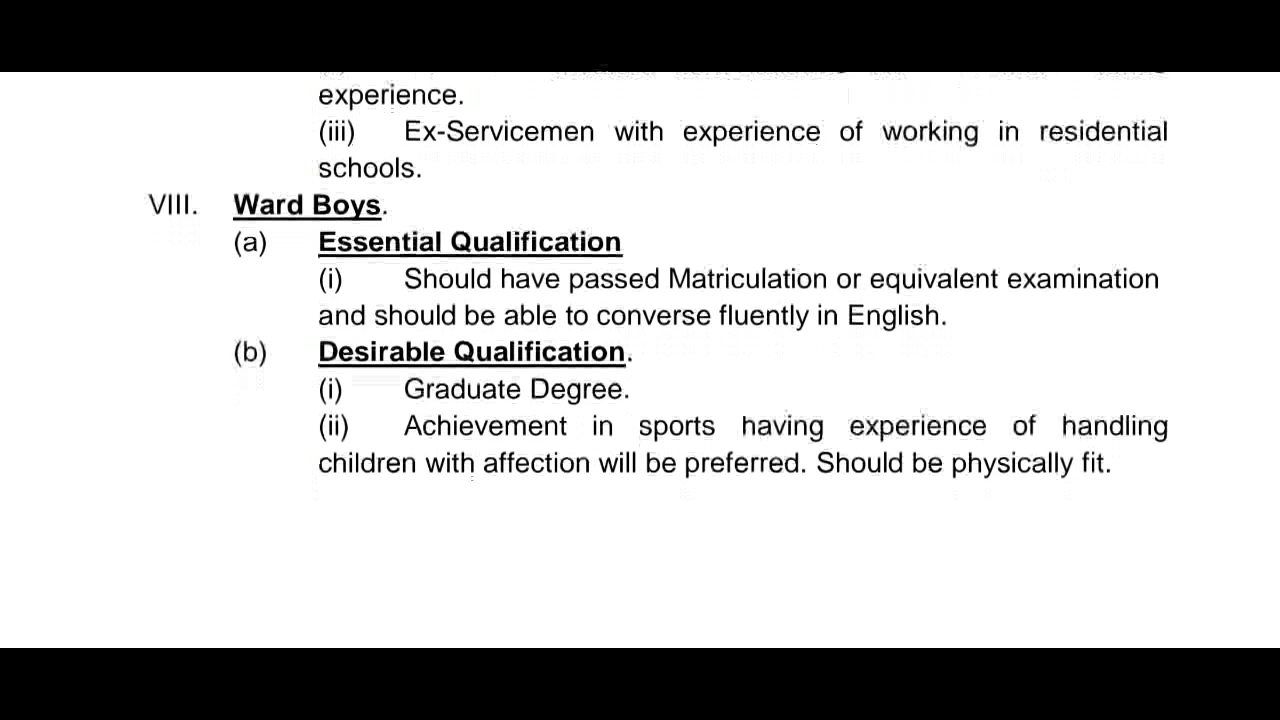 experience.
(iii) Ex-Servicemen with experience of working in residential
schools.
VIII. Ward Boys.
(a) Essential Qualification
(i) Should have passed Matriculation or equivalent examination
and should be able to converse fluently in English.
(b) Desirable Qualification.
(i) Graduate Degree.
(ii) Achievement in sports having experience of handling
children with affection will be preferred. Should be physically fit.